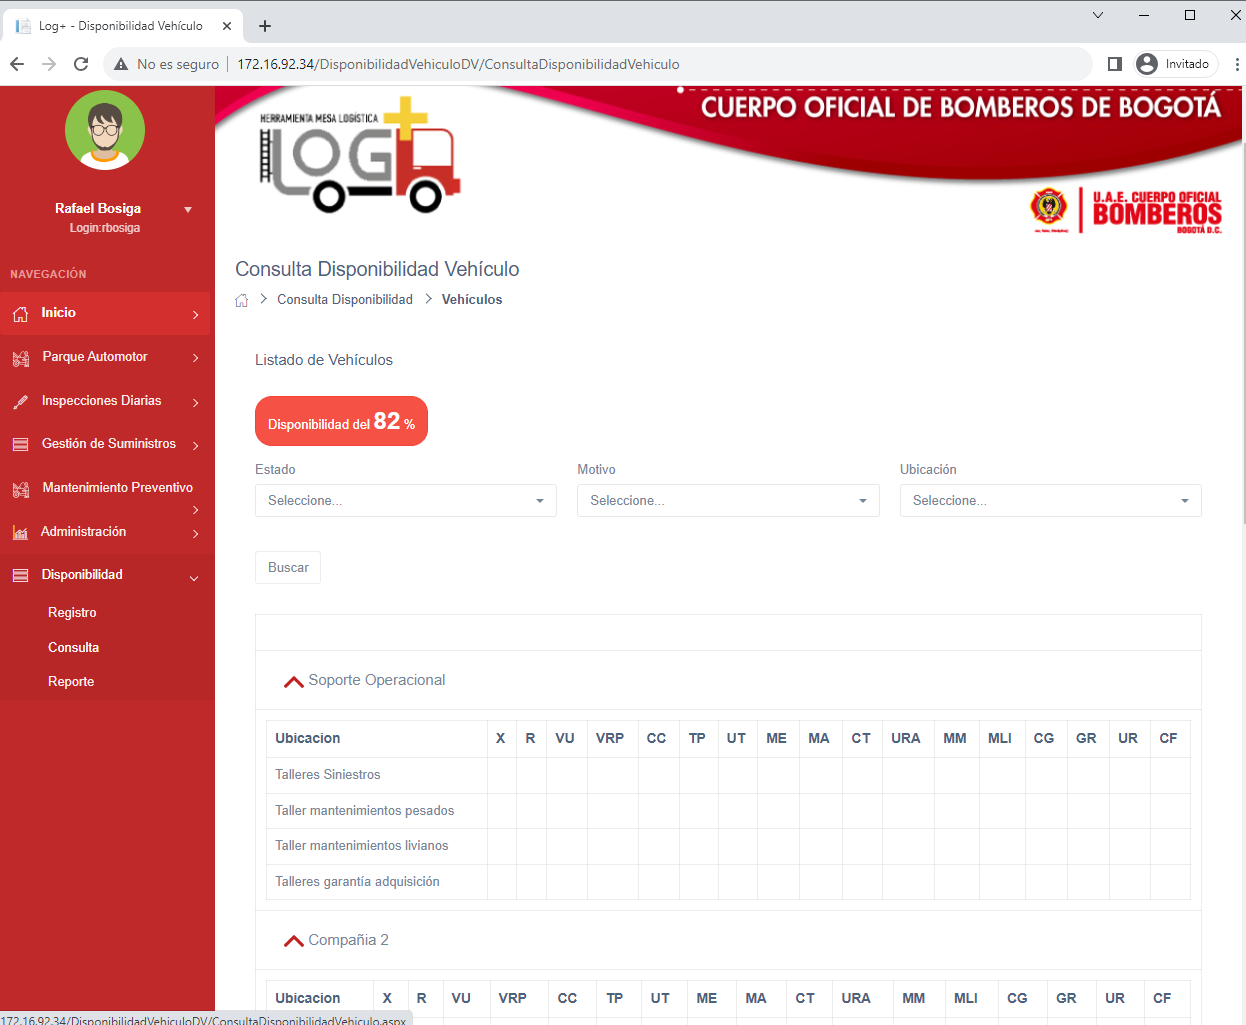 Log+ - Disponibilidad Vehículo
No es seguro
172.16.92.34/DisponibilidadVehiculoDV/ConsultaDisponibilidadVehiculo
Invitado
Rafael Bosiga
Login:rbosiga
NAVEGACIÓN
Inicio
Parque Automotor
Inspecciones Diarias
Gestión de Suministros
Mantenimiento Preventivo
Administración
Disponibilidad
Registro
Consulta
Reporte
HERRAMIENTA MESA LOGÍSTICA
LOG
CUERPO OFICIAL DE BOMBEROS DE BOGOTÁ
U.A.E. CUERPO OFICIAL
BOMBEROS
BOGOTÁ D.C.
Consulta Disponibilidad Vehículo
Consulta Disponibilidad > Vehículos
Listado de Vehículos
Disponibilidad del 82 %
Estado Motivo Ubicación
Seleccione... Seleccione... Seleccione...
Buscar
Soporte Operacional
Ubicacion X R VU VRP CC TP UT ME MA CT URA MM MLI CG GR UR CF
Talleres Siniestros
Taller mantenimientos pesados
Taller mantenimientos livianos
Talleres garantía adquisición
Compañia 2
Ubicacion X R VU VRP CC TP UT ME MA CT URA MM MLI CG GR UR CF
172.16.92.34/DisponibilidadVehiculoDV/ConsultaDisponibilidadVehiculo.aspx